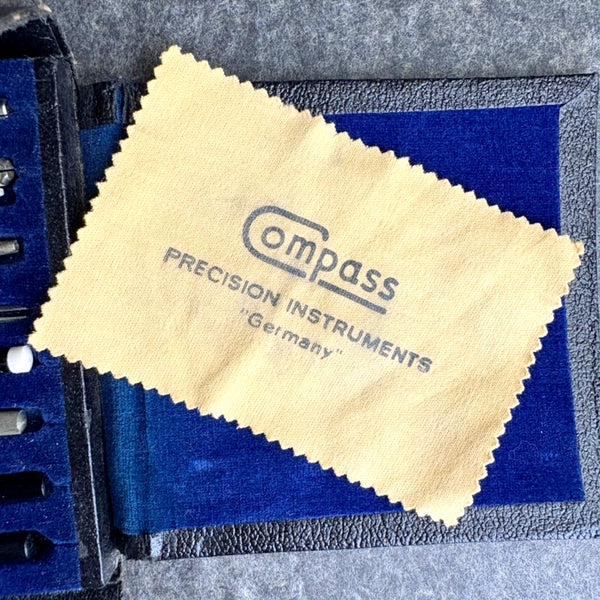 Compass
PRECISION INSTRUMENTS
"Germany"